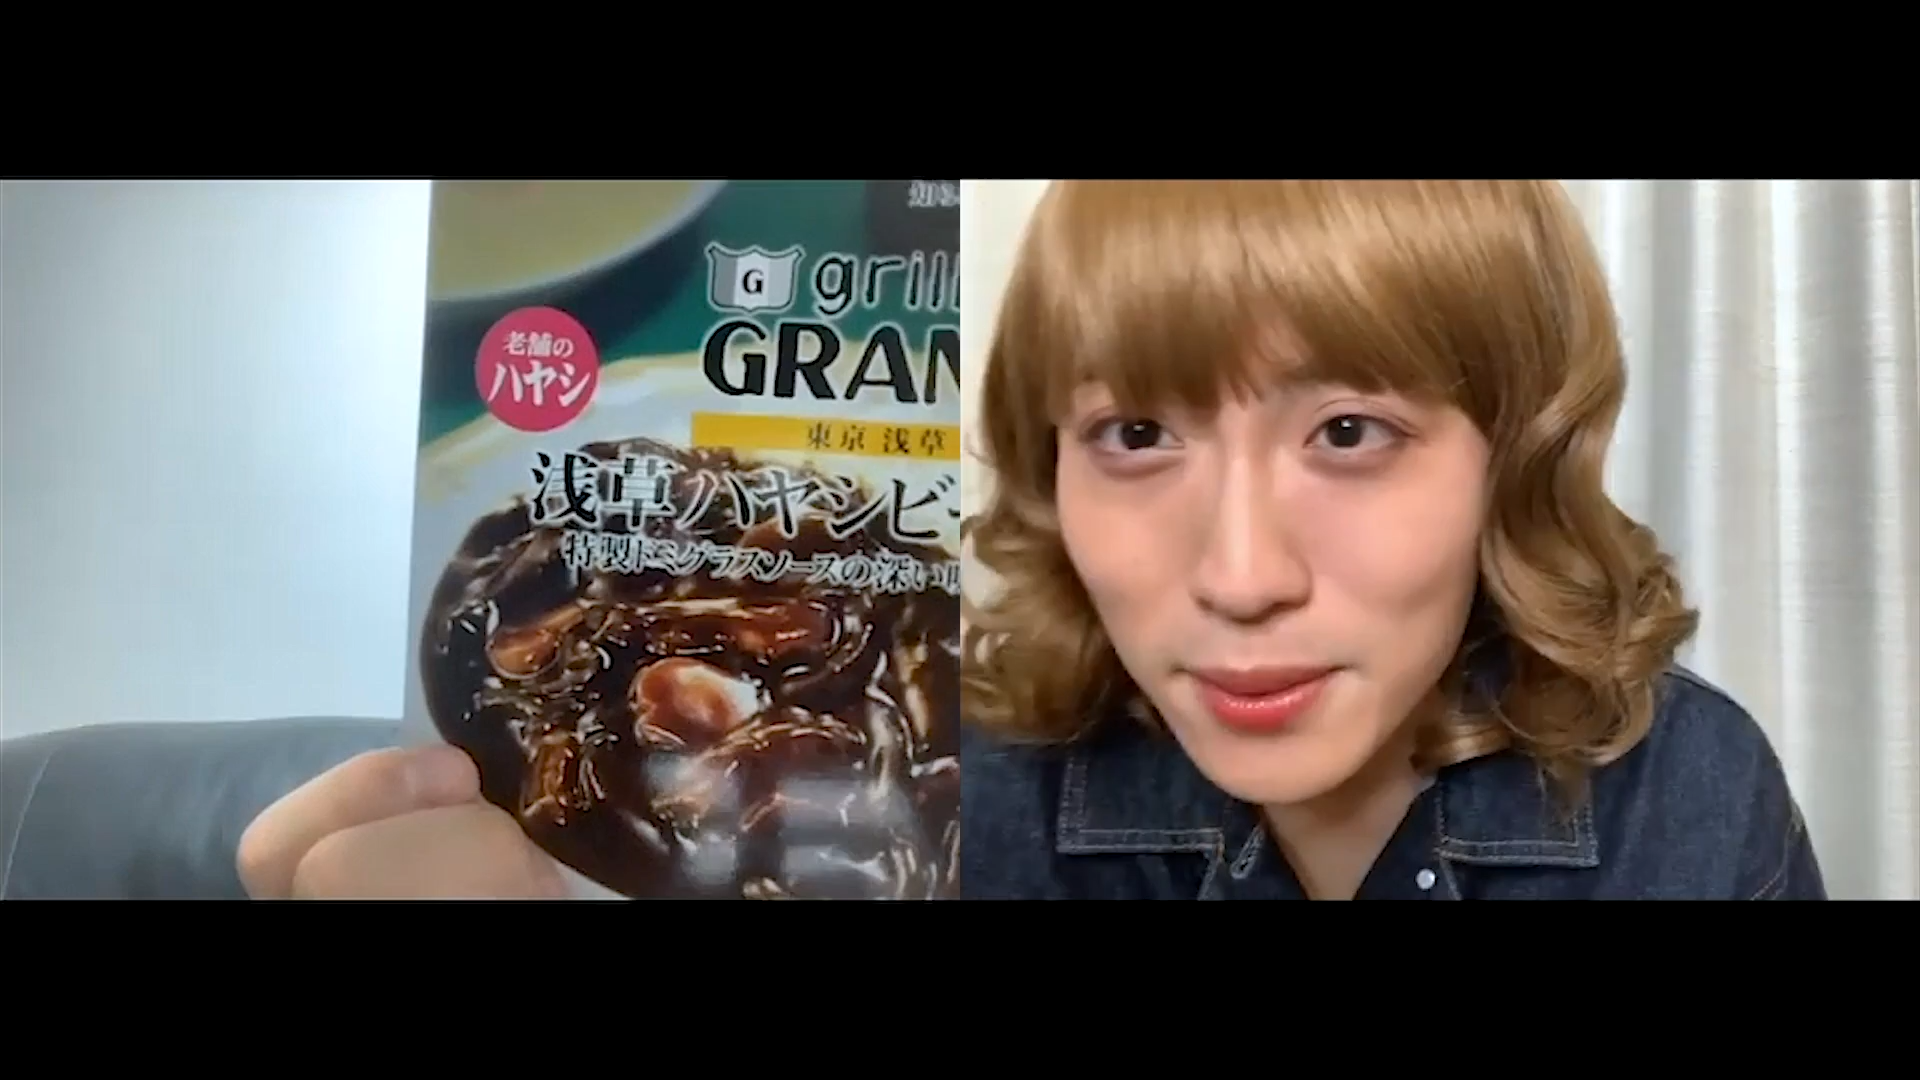 G grill
GRAN
老舗の
ハヤシ
東京 浅草
浅草ハヤシビー
特製ドミグラスソースの深い